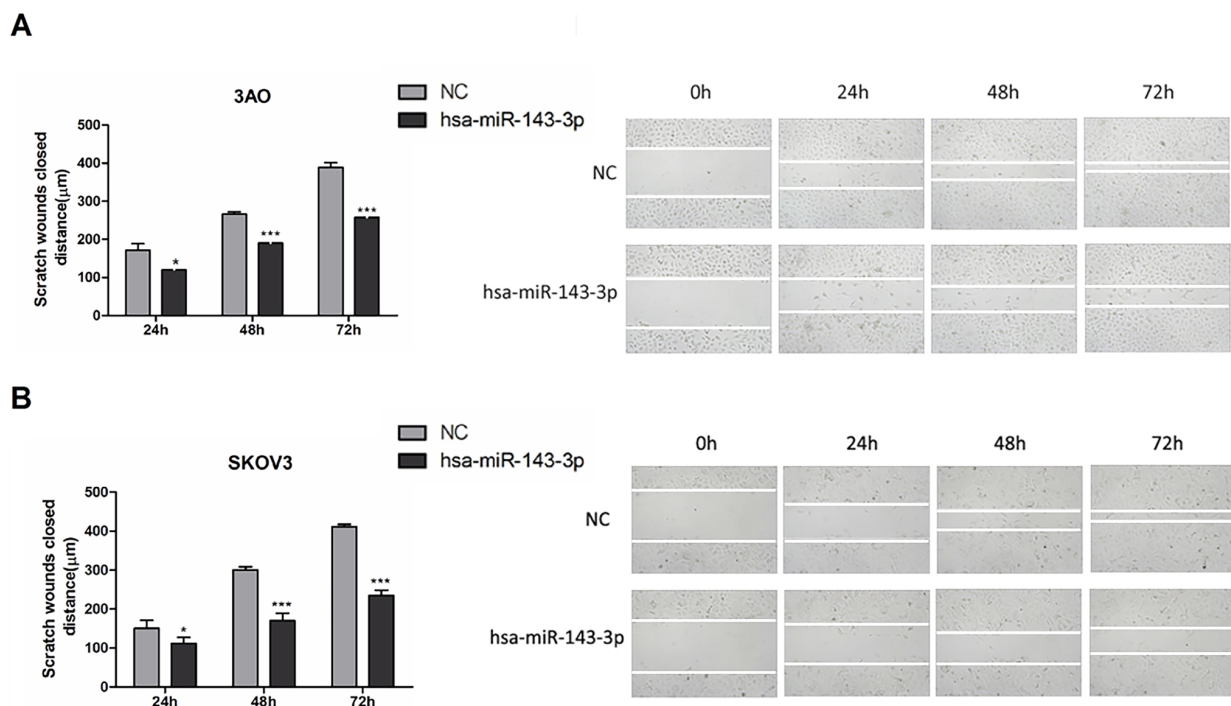 A
3AO
NC
hsa-miR-143-3p
Scratch wounds closed
distance(μm)
500
400
300
200
100
0
*
***
***
24h
48h
72h
0h
24h
48h
72h
NC
hsa-miR-143-3p
B
SKOV3
NC
hsa-miR-143-3p
Scratch wounds closed
distance(μm)
500
400
300
200
100
0
*
***
***
24h
48h
72h
0h
24h
48h
72h
NC
hsa-miR-143-3p